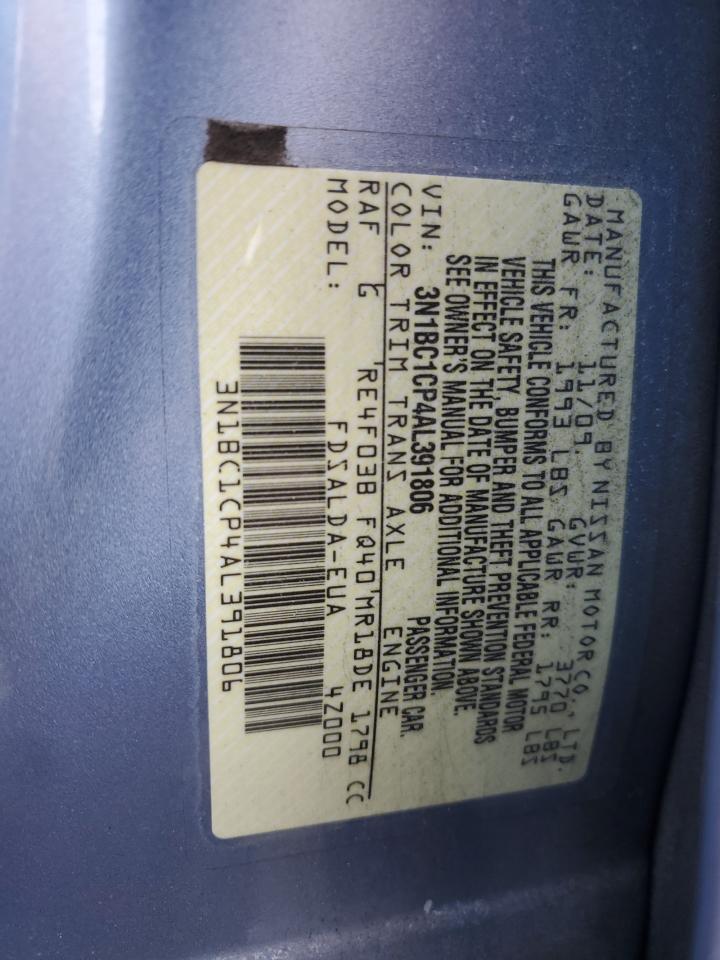 MANUFACTURED BY NISSAN MOTOR CO., LTD.
DATE: 11/09 GVWR: 3770 LBS
GAWR FR: 1993 LBS GAWR RR: 1795 LBS
THIS VEHICLE CONFORMS TO ALL APPLICABLE FEDERAL MOTOR
VEHICLE SAFETY, BUMPER AND THEFT PREVENTION STANDARDS
IN EFFECT ON THE DATE OF MANUFACTURE SHOWN ABOVE.
SEE OWNER'S MANUAL FOR ADDITIONAL INFORMATION.
VIN: 3N1BC1CP4AL391806 PASSENGER CAR.
COLOR TRIM TRANS AXLE ENGINE
RAF G RE4F03B FQ40 MR18DE 1798 CC
MODEL: FDSALDA-EUA 4Z000
3N1BC1CP4AL391806